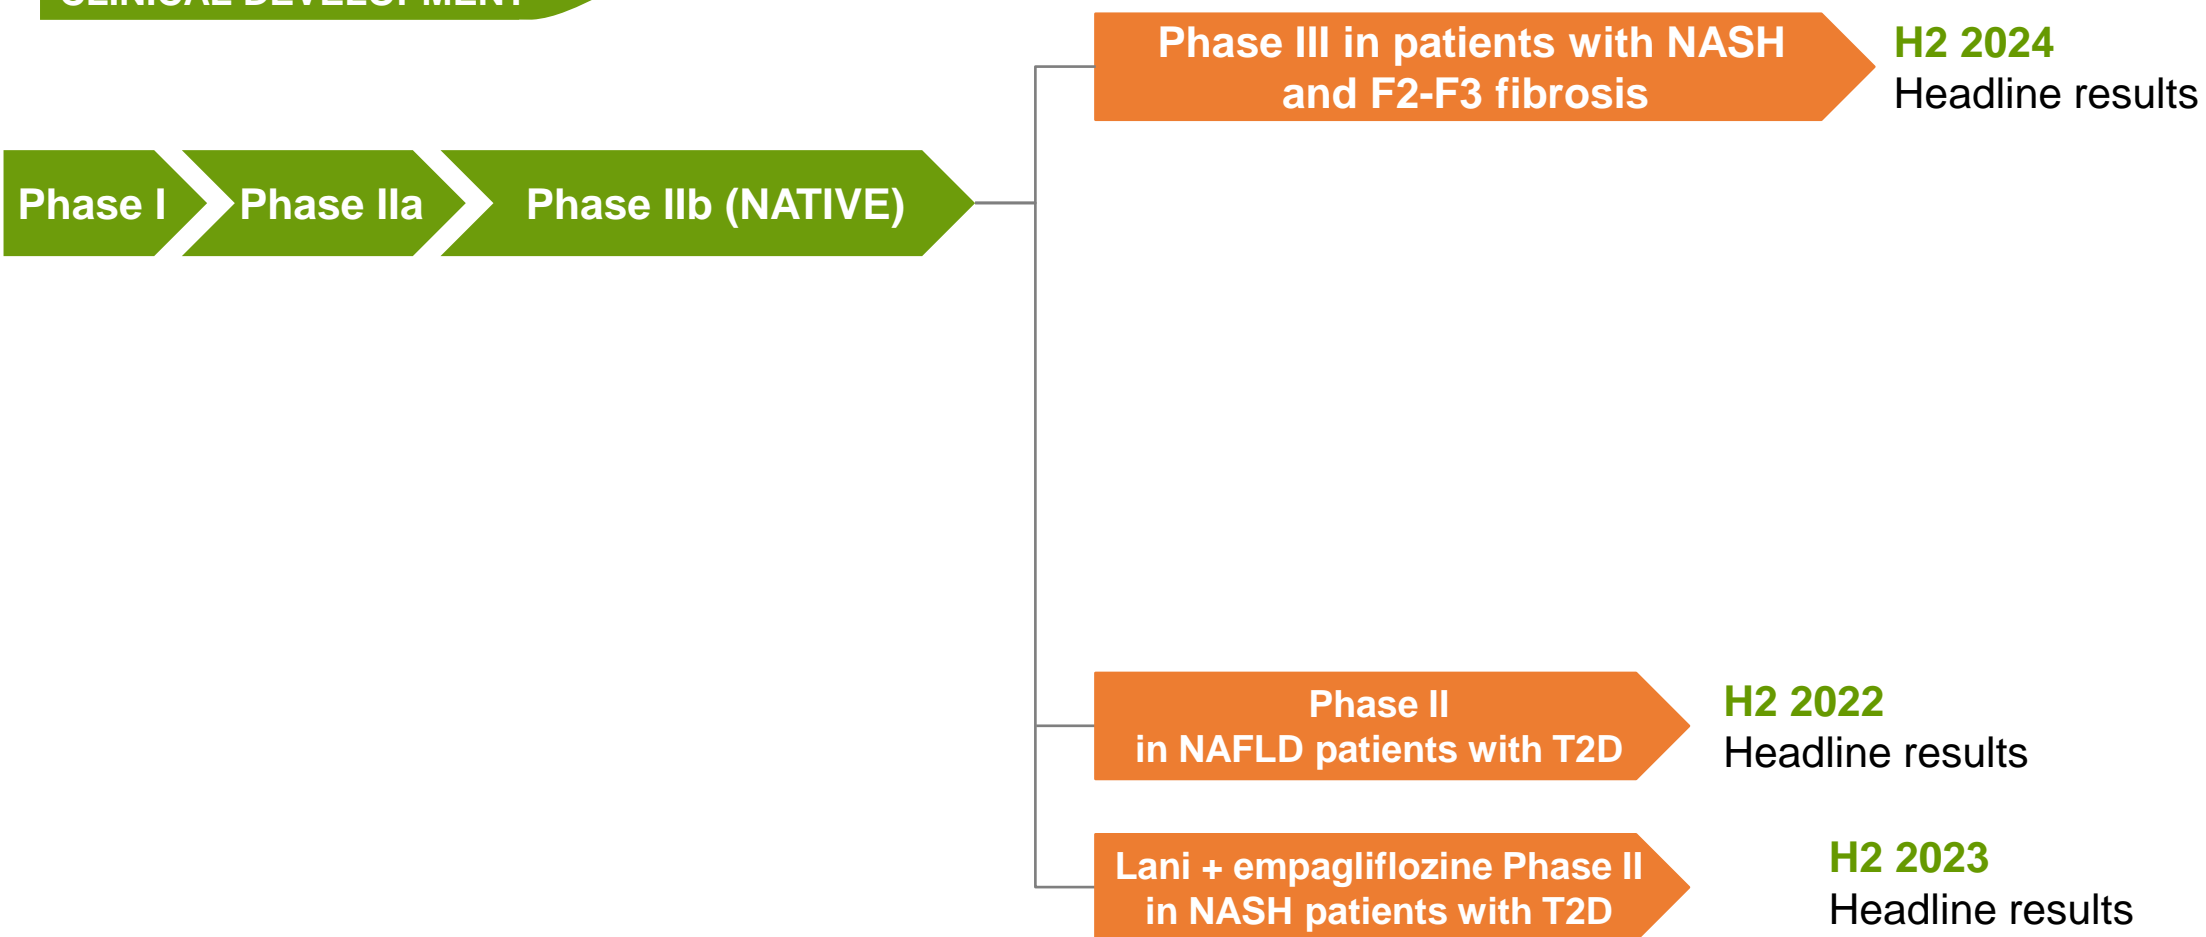 CLINICAL DEVELOPMENT
Phase III in patients with NASH
and F2-F3 fibrosis
H2 2024
Headline results
Phase I
Phase IIa
Phase IIb (NATIVE)
Phase II
in NAFLD patients with T2D
H2 2022
Headline results
Lani + empagliflozine Phase II
in NASH patients with T2D
H2 2023
Headline results